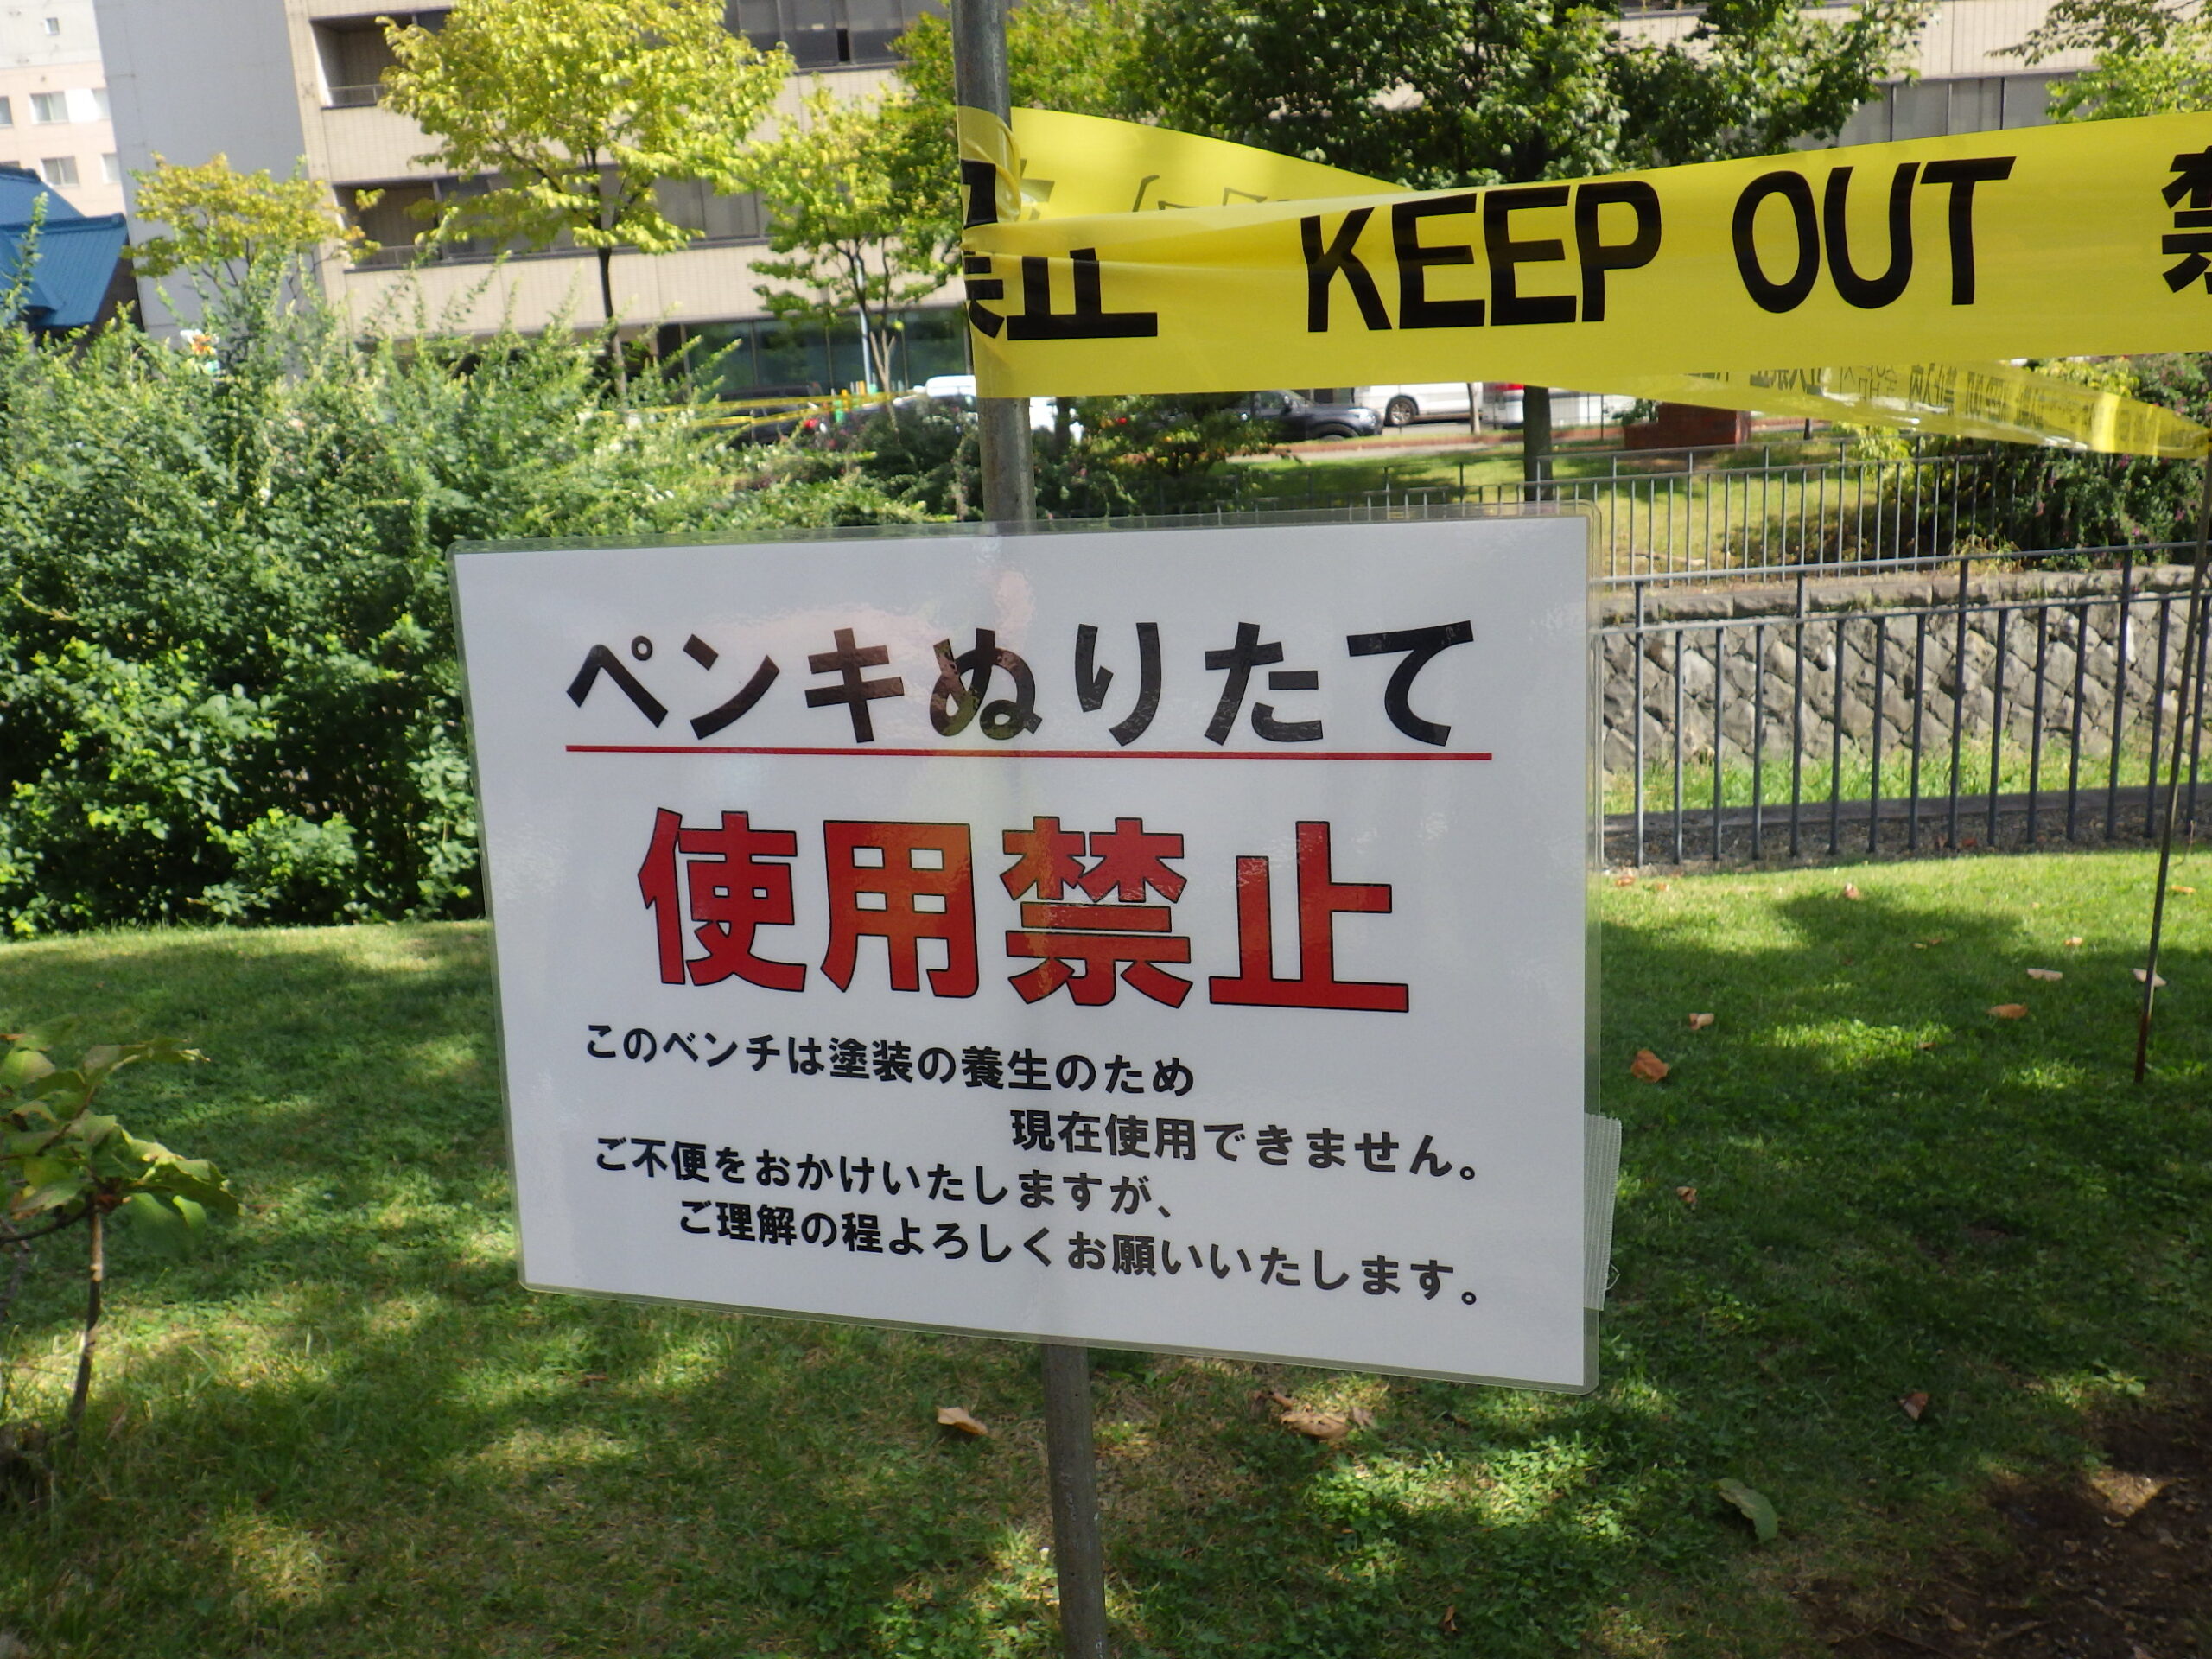 禁止 KEEP OUT 禁
ペンキぬりたて
使用禁止
このベンチは塗装の養生のため
現在使用できません。
ご不便をおかけいたしますが、
ご理解の程よろしくお願いいたします。